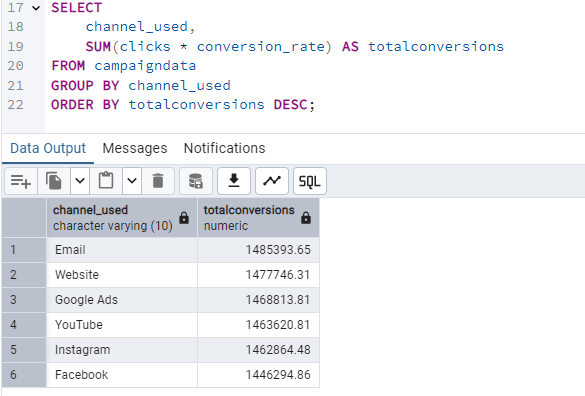 17 SELECT
18 channel_used,
19 SUM(clicks * conversion_rate) AS totalconversions
20 FROM campaigndata
21 GROUP BY channel_used
22 ORDER BY totalconversions DESC;
Data Output Messages Notifications
SQL
channel_used totalconversions
character varying (10) numeric
1 Email 1485393.65
2 Website 1477746.31
3 Google Ads 1468813.81
4 YouTube 1463620.81
5 Instagram 1462864.48
6 Facebook 1446294.86